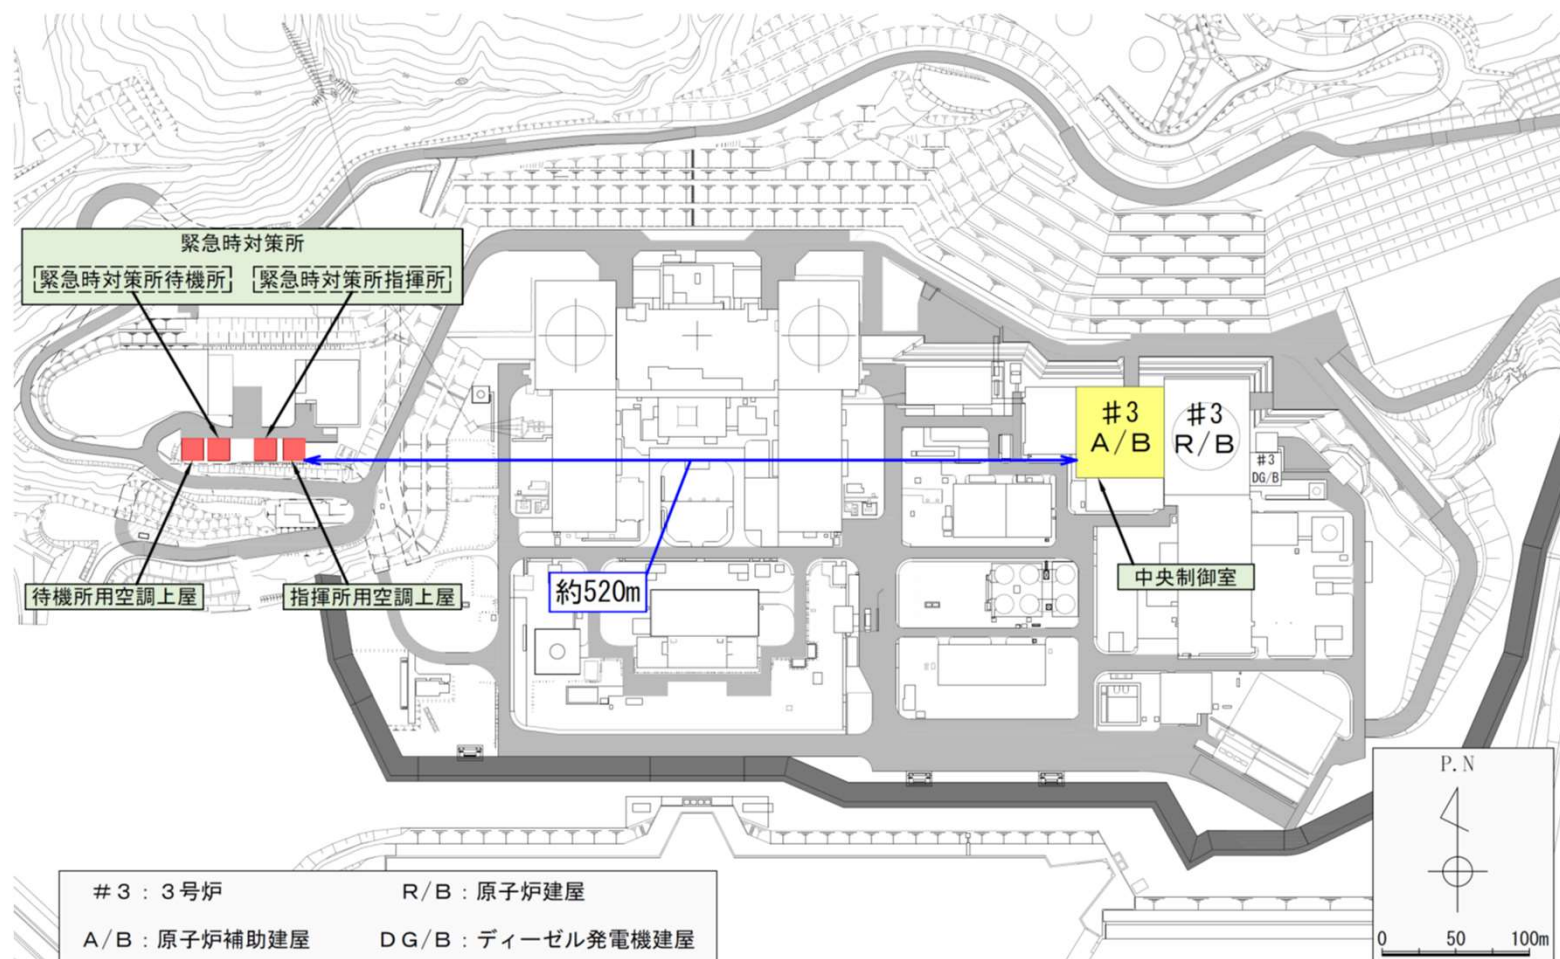 緊急時対策所
緊急時対策所待機所 緊急時対策所指揮所
♯3
A/B
♯3
R/B
♯3
DG/B
約520m
中央制御室
待機所用空調上屋
指揮所用空調上屋
P.N
0 50 100m
♯3:3号炉
R/B:原子炉建屋
A/B:原子炉補助建屋
DG/B:ディーゼル発電機建屋